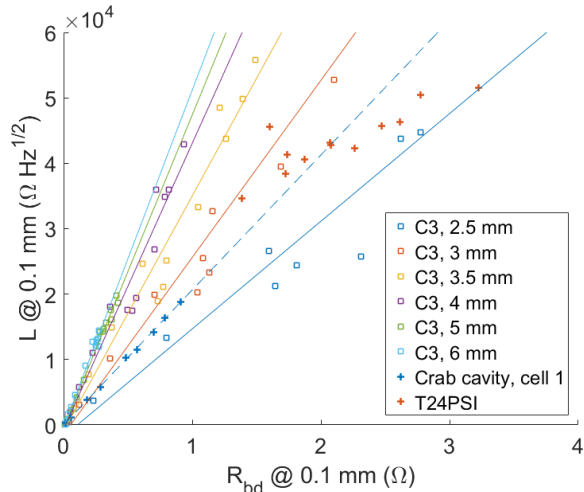 × 10^4
6
5
4
3
2
1
0
0 1 2 3 4
L @ 0.1 mm (Ω Hz^1/2)
R_bd @ 0.1 mm (Ω)
C3, 2.5 mm
C3, 3 mm
C3, 3.5 mm
C3, 4 mm
C3, 5 mm
C3, 6 mm
Crab cavity, cell 1
T24PSI